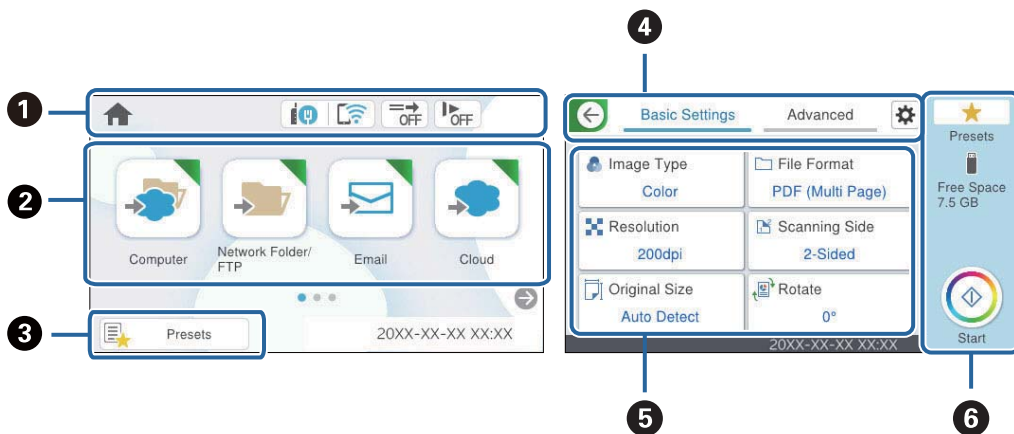 4
1
OFF
OFF
Basic Settings
Advanced
Presets
Free Space
7.5 GB
Start
2
Computer
Network Folder/
FTP
Email
Cloud
3
Presets
20XX-XX-XX XX:XX
Image Type
Color
File Format
PDF (Multi Page)
Resolution
200dpi
Scanning Side
2-Sided
Original Size
Auto Detect
Rotate
0°
20XX-XX-XX XX:XX
5
6